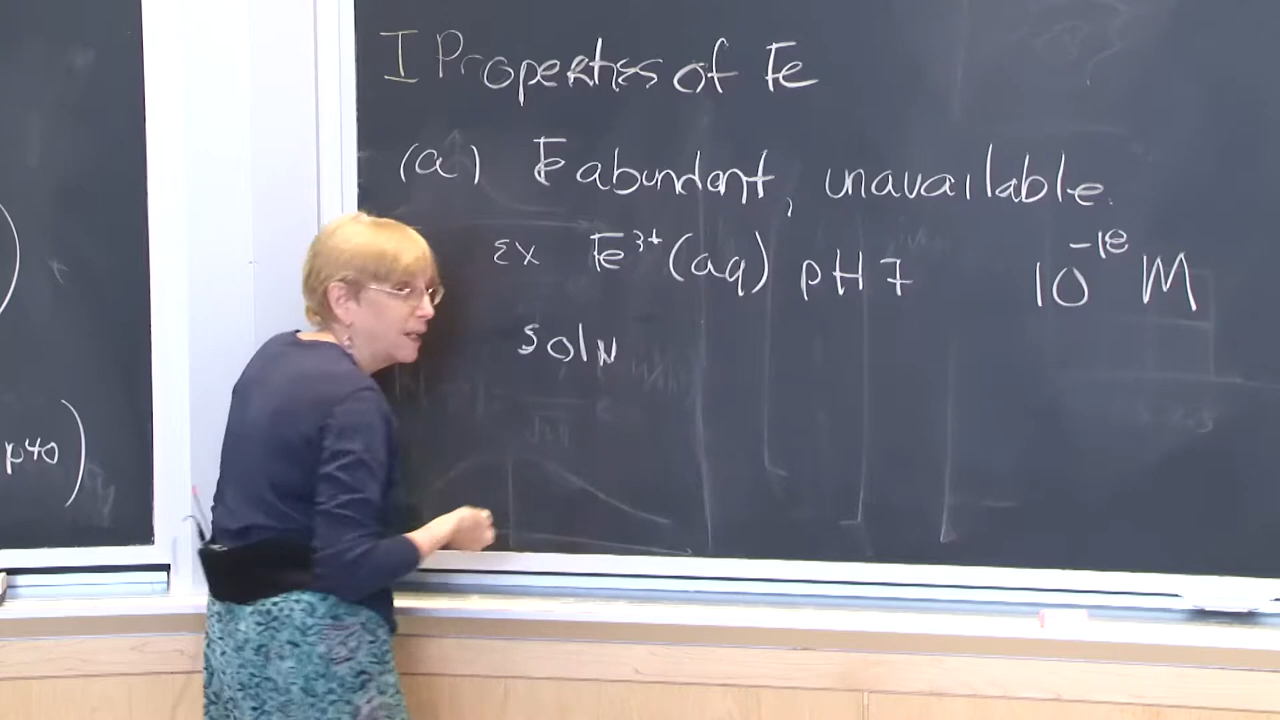 p40)
I Properties of Fe
(a) Fe abundant, unavailable.
Ex Fe³⁺(aq) pH 7 10⁻¹⁸ M
soln